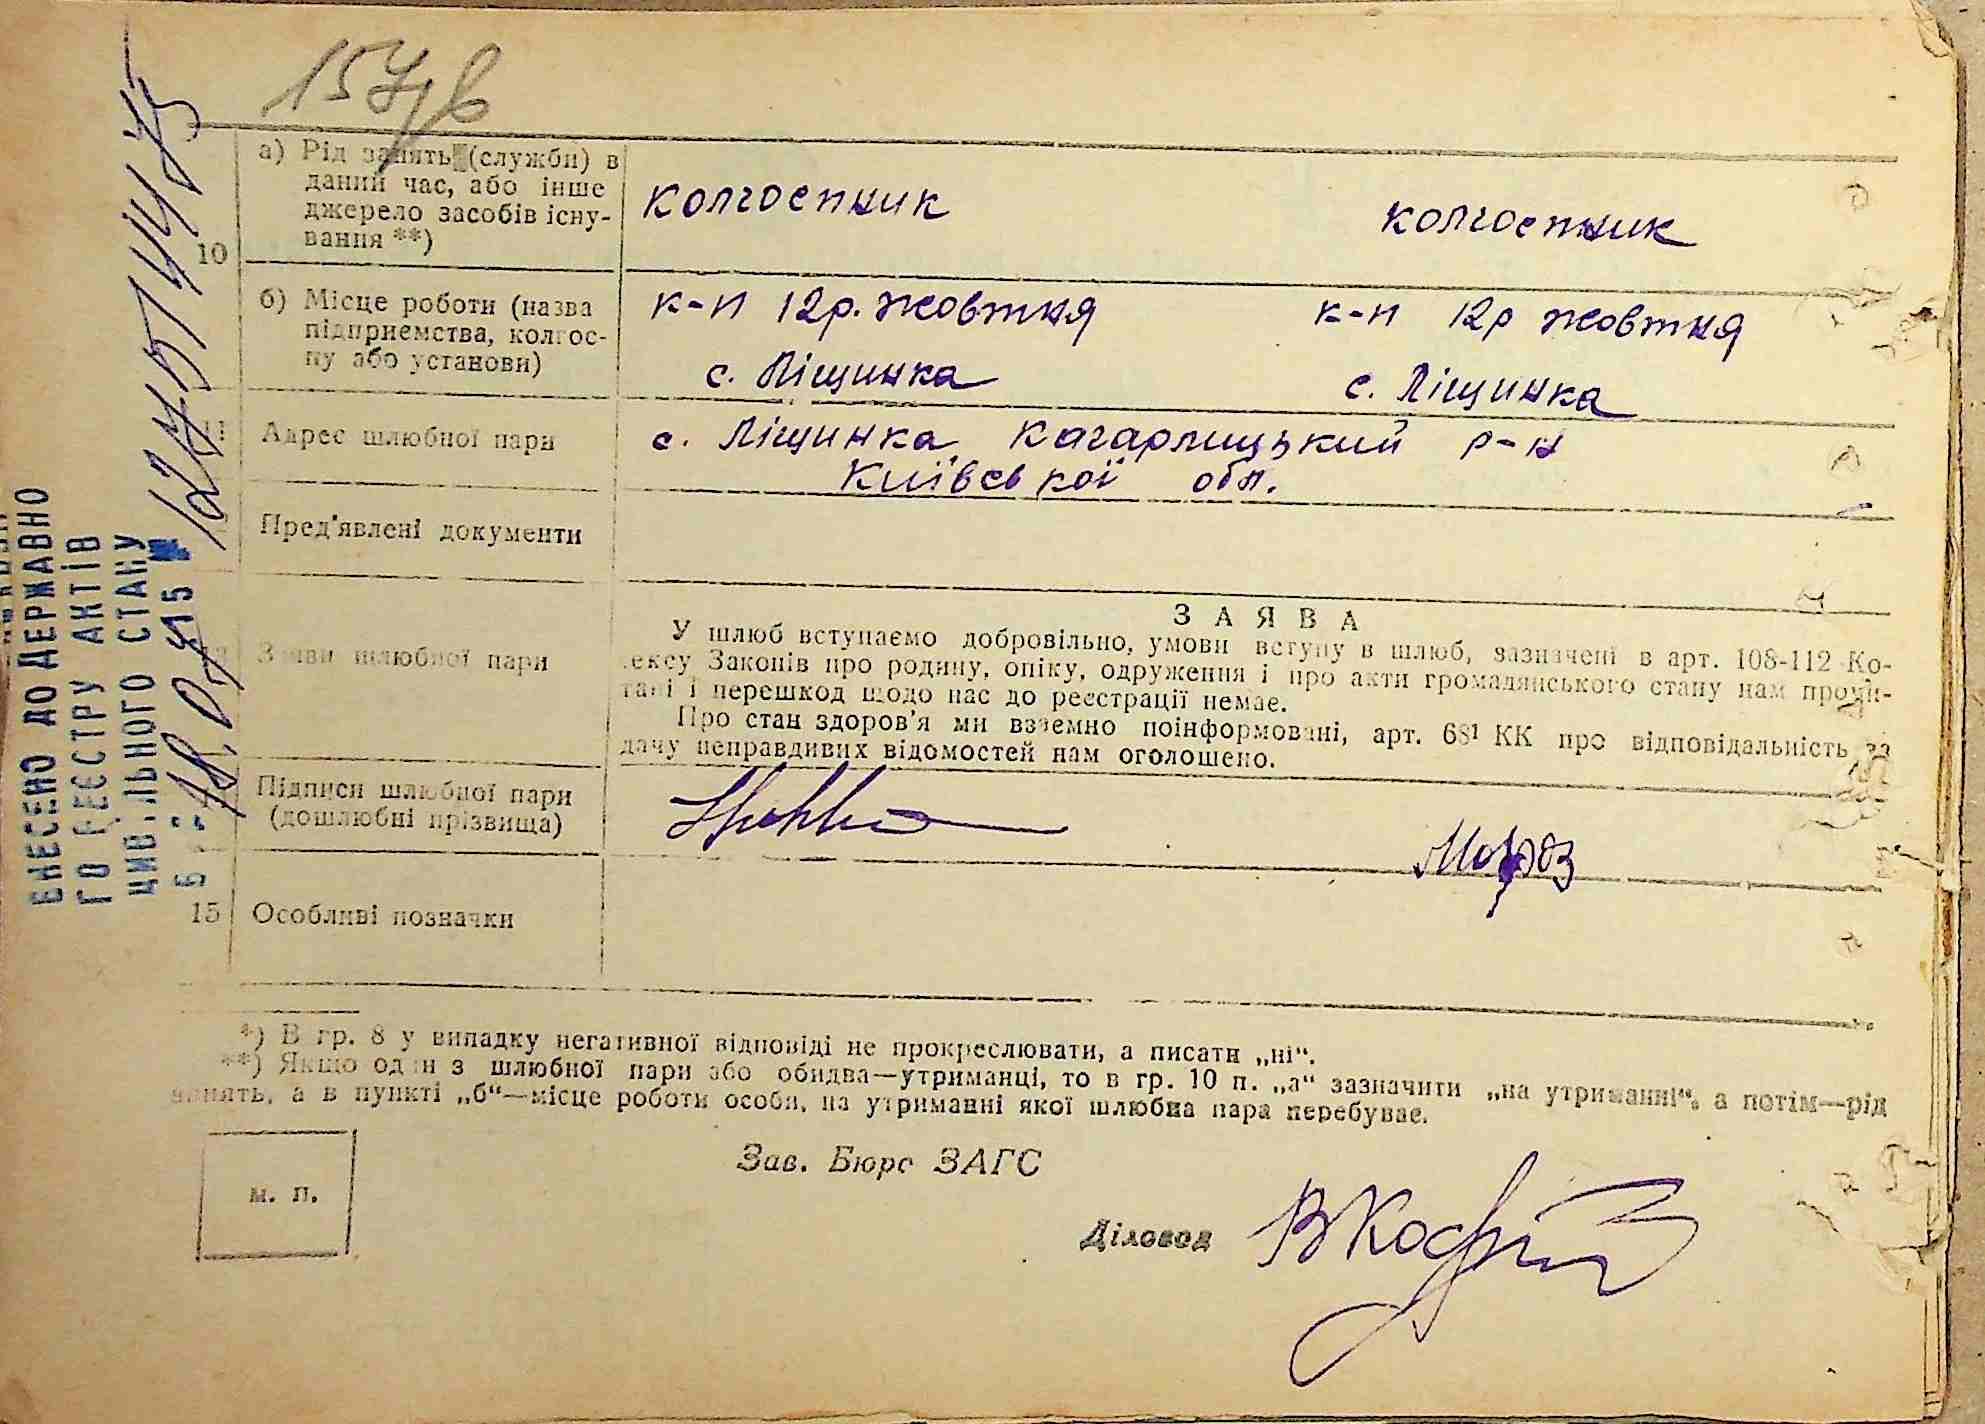 а) Рід занять (служби) в
даний час, або інше
джерело засобів існу-
вання **)
10
колгоспник
колгоспник
б) Місце роботи (назва
підприємства, колгос-
пу або установи)
к-п 12р. жовтня
с. Ліщинка
к-п 12р жовтня
с. Ліщинка
11
Адрес шлюбної пари
с. Ліщинка Кагарлицький р-н
Київської обл.
Пред'явлені документи
Заяви шлюбної пари
ЗАЯВА
У шлюб вступаємо добровільно, умови вступу в шлюб, зазначені в арт. 108-112 Ко-
дексу Законів про родину, опіку, одруження і про акти громадянського стану нам прочи-
тані і перешкод щодо нас до реєстрації немає.
Про стан здоров'я ми взаємно поінформовані, арт. 68¹ КК про відповідальність за
дачу неправдивих відомостей нам оголошено.
Підписи шлюбної пари
(дошлюбні прізвища)
Мороз
15
Особливі позначки
*) В гр. 8 у випадку негативної відповіді не прокреслювати, а писати „ні“.
**) Якщо один з шлюбної пари або обидва—утриманці, то в гр. 10 п. „а“ зазначити „на утриманні“, а потім—рід
занять, а в пункті „б“—місце роботи особи, на утриманні якої шлюбна пара перебуває.
м. п.
Зав. Бюро ЗАГС
Діловод
ВНЕСЕНО ДО ДЕРЖАВНО
ГО РЕЄСТРУ АКТІВ
ЦИВІЛЬНОГО СТАНУ